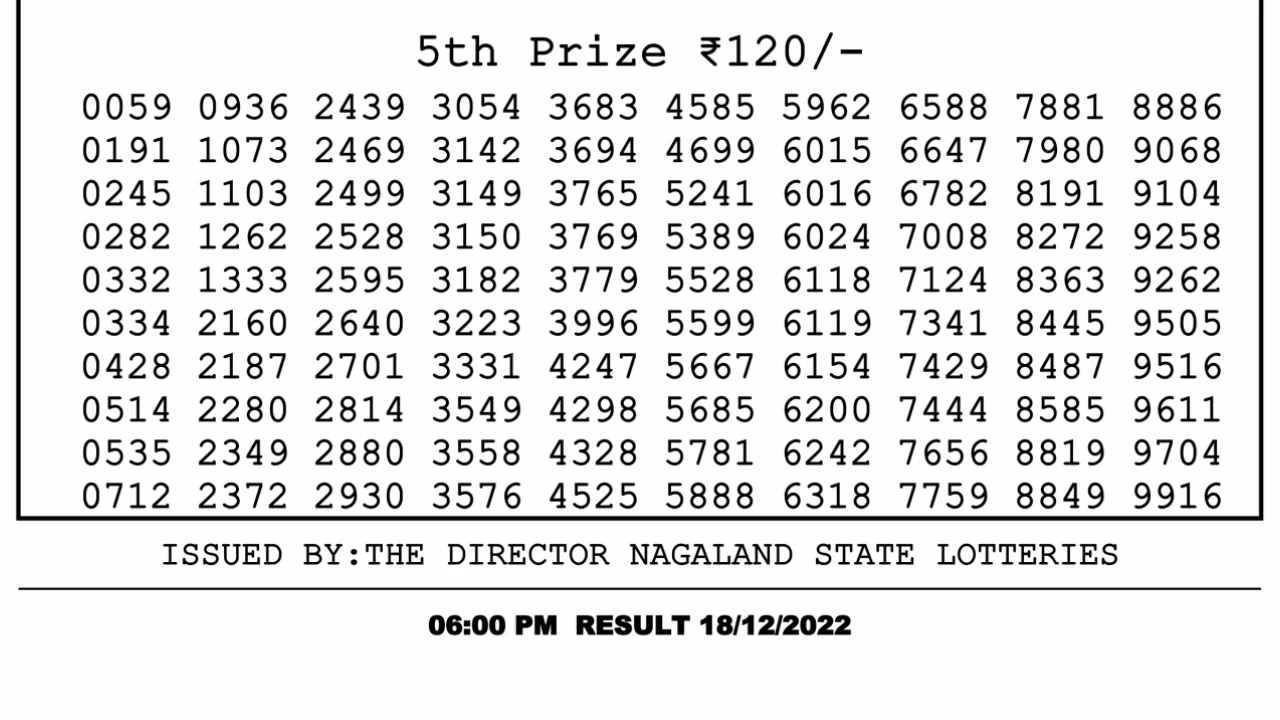 5th Prize ₹120/-
0059 0936 2439 3054 3683 4585 5962 6588 7881 8886
0191 1073 2469 3142 3694 4699 6015 6647 7980 9068
0245 1103 2499 3149 3765 5241 6016 6782 8191 9104
0282 1262 2528 3150 3769 5389 6024 7008 8272 9258
0332 1333 2595 3182 3779 5528 6118 7124 8363 9262
0334 2160 2640 3223 3996 5599 6119 7341 8445 9505
0428 2187 2701 3331 4247 5667 6154 7429 8487 9516
0514 2280 2814 3549 4298 5685 6200 7444 8585 9611
0535 2349 2880 3558 4328 5781 6242 7656 8819 9704
0712 2372 2930 3576 4525 5888 6318 7759 8849 9916
ISSUED BY:THE DIRECTOR NAGALAND STATE LOTTERIES
06:00 PM RESULT 18/12/2022